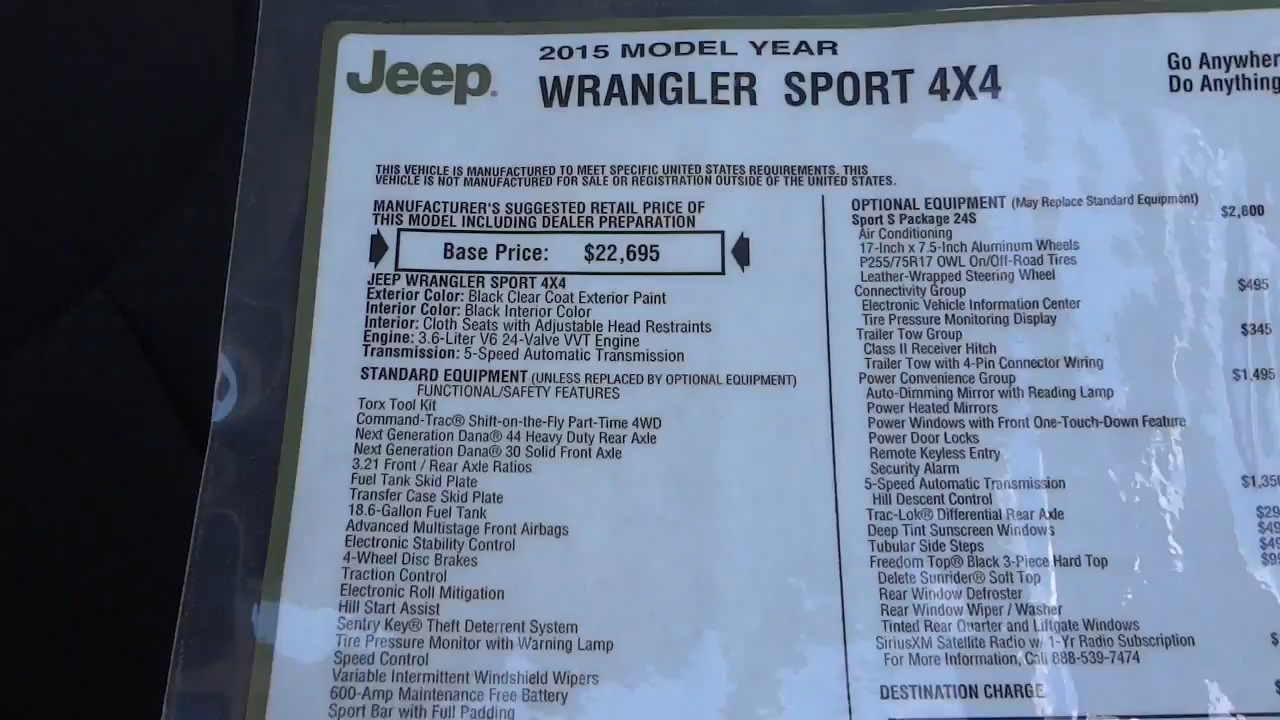 Jeep.
2015 MODEL YEAR
WRANGLER SPORT 4X4
Go Anywher
Do Anything
THIS VEHICLE IS MANUFACTURED TO MEET SPECIFIC UNITED STATES REQUIREMENTS. THIS
VEHICLE IS NOT MANUFACTURED FOR SALE OR REGISTRATION OUTSIDE OF THE UNITED STATES.
MANUFACTURER'S SUGGESTED RETAIL PRICE OF
THIS MODEL INCLUDING DEALER PREPARATION
Base Price: $22,695
JEEP WRANGLER SPORT 4X4
Exterior Color: Black Clear Coat Exterior Paint
Interior Color: Black Interior Color
Interior: Cloth Seats with Adjustable Head Restraints
Engine: 3.6-Liter V6 24-Valve VVT Engine
Transmission: 5-Speed Automatic Transmission
STANDARD EQUIPMENT (UNLESS REPLACED BY OPTIONAL EQUIPMENT)
FUNCTIONAL/SAFETY FEATURES
Torx Tool Kit
Command-Trac® Shift-on-the-Fly Part-Time 4WD
Next Generation Dana® 44 Heavy Duty Rear Axle
Next Generation Dana® 30 Solid Front Axle
3.21 Front / Rear Axle Ratios
Fuel Tank Skid Plate
Transfer Case Skid Plate
18.6-Gallon Fuel Tank
Advanced Multistage Front Airbags
Electronic Stability Control
4-Wheel Disc Brakes
Traction Control
Electronic Roll Mitigation
Hill Start Assist
Sentry Key® Theft Deterrent System
Tire Pressure Monitor with Warning Lamp
Speed Control
Variable Intermittent Windshield Wipers
600-Amp Maintenance Free Battery
Sport Bar with Full Padding
OPTIONAL EQUIPMENT (May Replace Standard Equipment)
Sport S Package 24S $2,800
Air Conditioning
17-Inch x 7.5-Inch Aluminum Wheels
P255/75R17 OWL On/Off-Road Tires
Leather-Wrapped Steering Wheel
Connectivity Group $495
Electronic Vehicle Information Center
Tire Pressure Monitoring Display
Trailer Tow Group $345
Class II Receiver Hitch
Trailer Tow with 4-Pin Connector Wiring
Power Convenience Group $1,495
Auto-Dimming Mirror with Reading Lamp
Power Heated Mirrors
Power Windows with Front One-Touch-Down Feature
Power Door Locks
Remote Keyless Entry
Security Alarm
5-Speed Automatic Transmission $1,350
Hill Descent Control
Trac-Lok® Differential Rear Axle $29
Deep Tint Sunscreen Windows $49
Tubular Side Steps $49
Freedom Top® Black 3-Piece Hard Top $99
Delete Sunrider® Soft Top
Rear Window Defroster
Rear Window Wiper / Washer
Tinted Rear Quarter and Liftgate Windows
SiriusXM Satellite Radio w/ 1-Yr Radio Subscription $
For More Information, Call 888-539-7474
DESTINATION CHARGE $